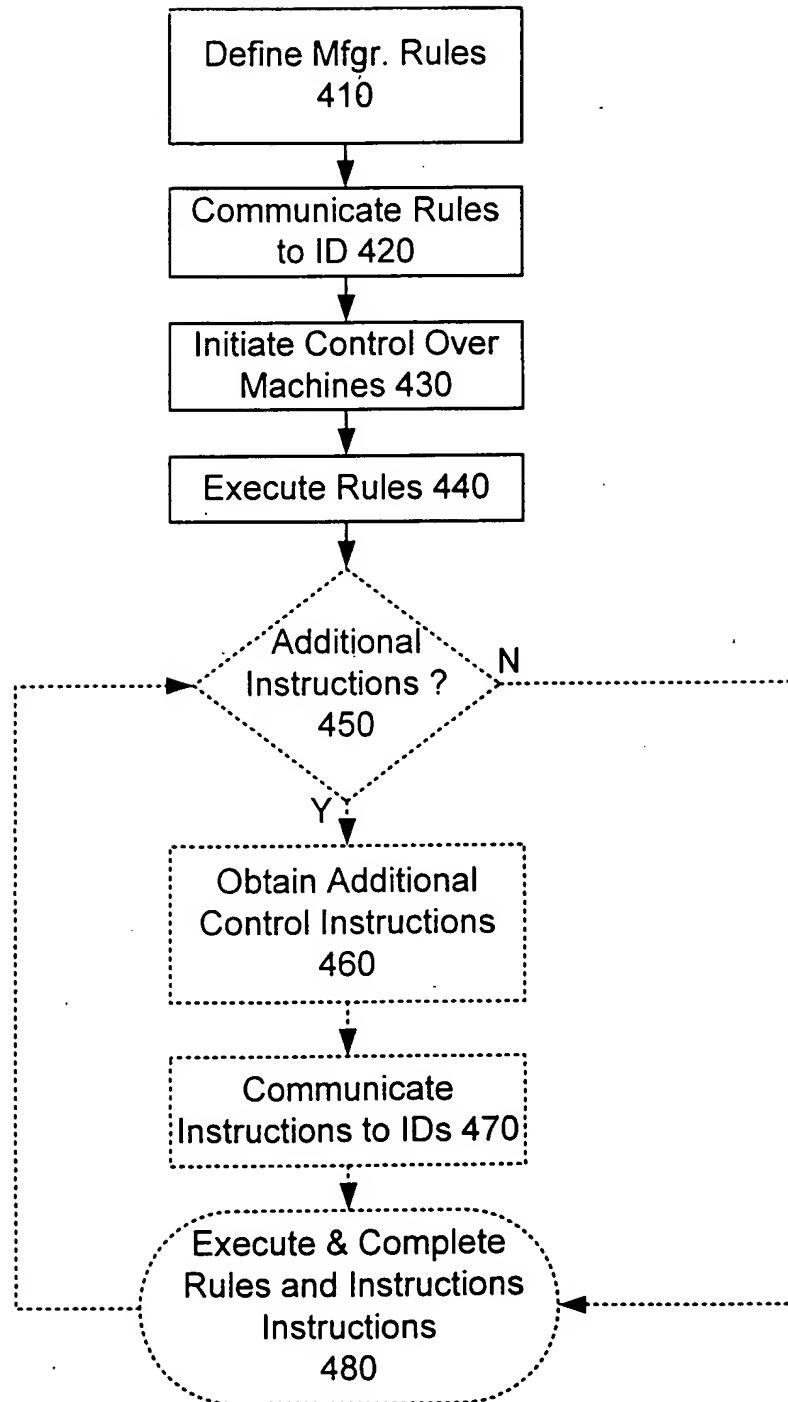 Define Mfgr. Rules
410
Communicate Rules
to ID 420
Initiate Control Over
Machines 430
Execute Rules 440
Additional
Instructions ?
450
N
Y
Obtain Additional
Control Instructions
460
Communicate
Instructions to IDs 470
Execute & Complete
Rules and Instructions
Instructions
480